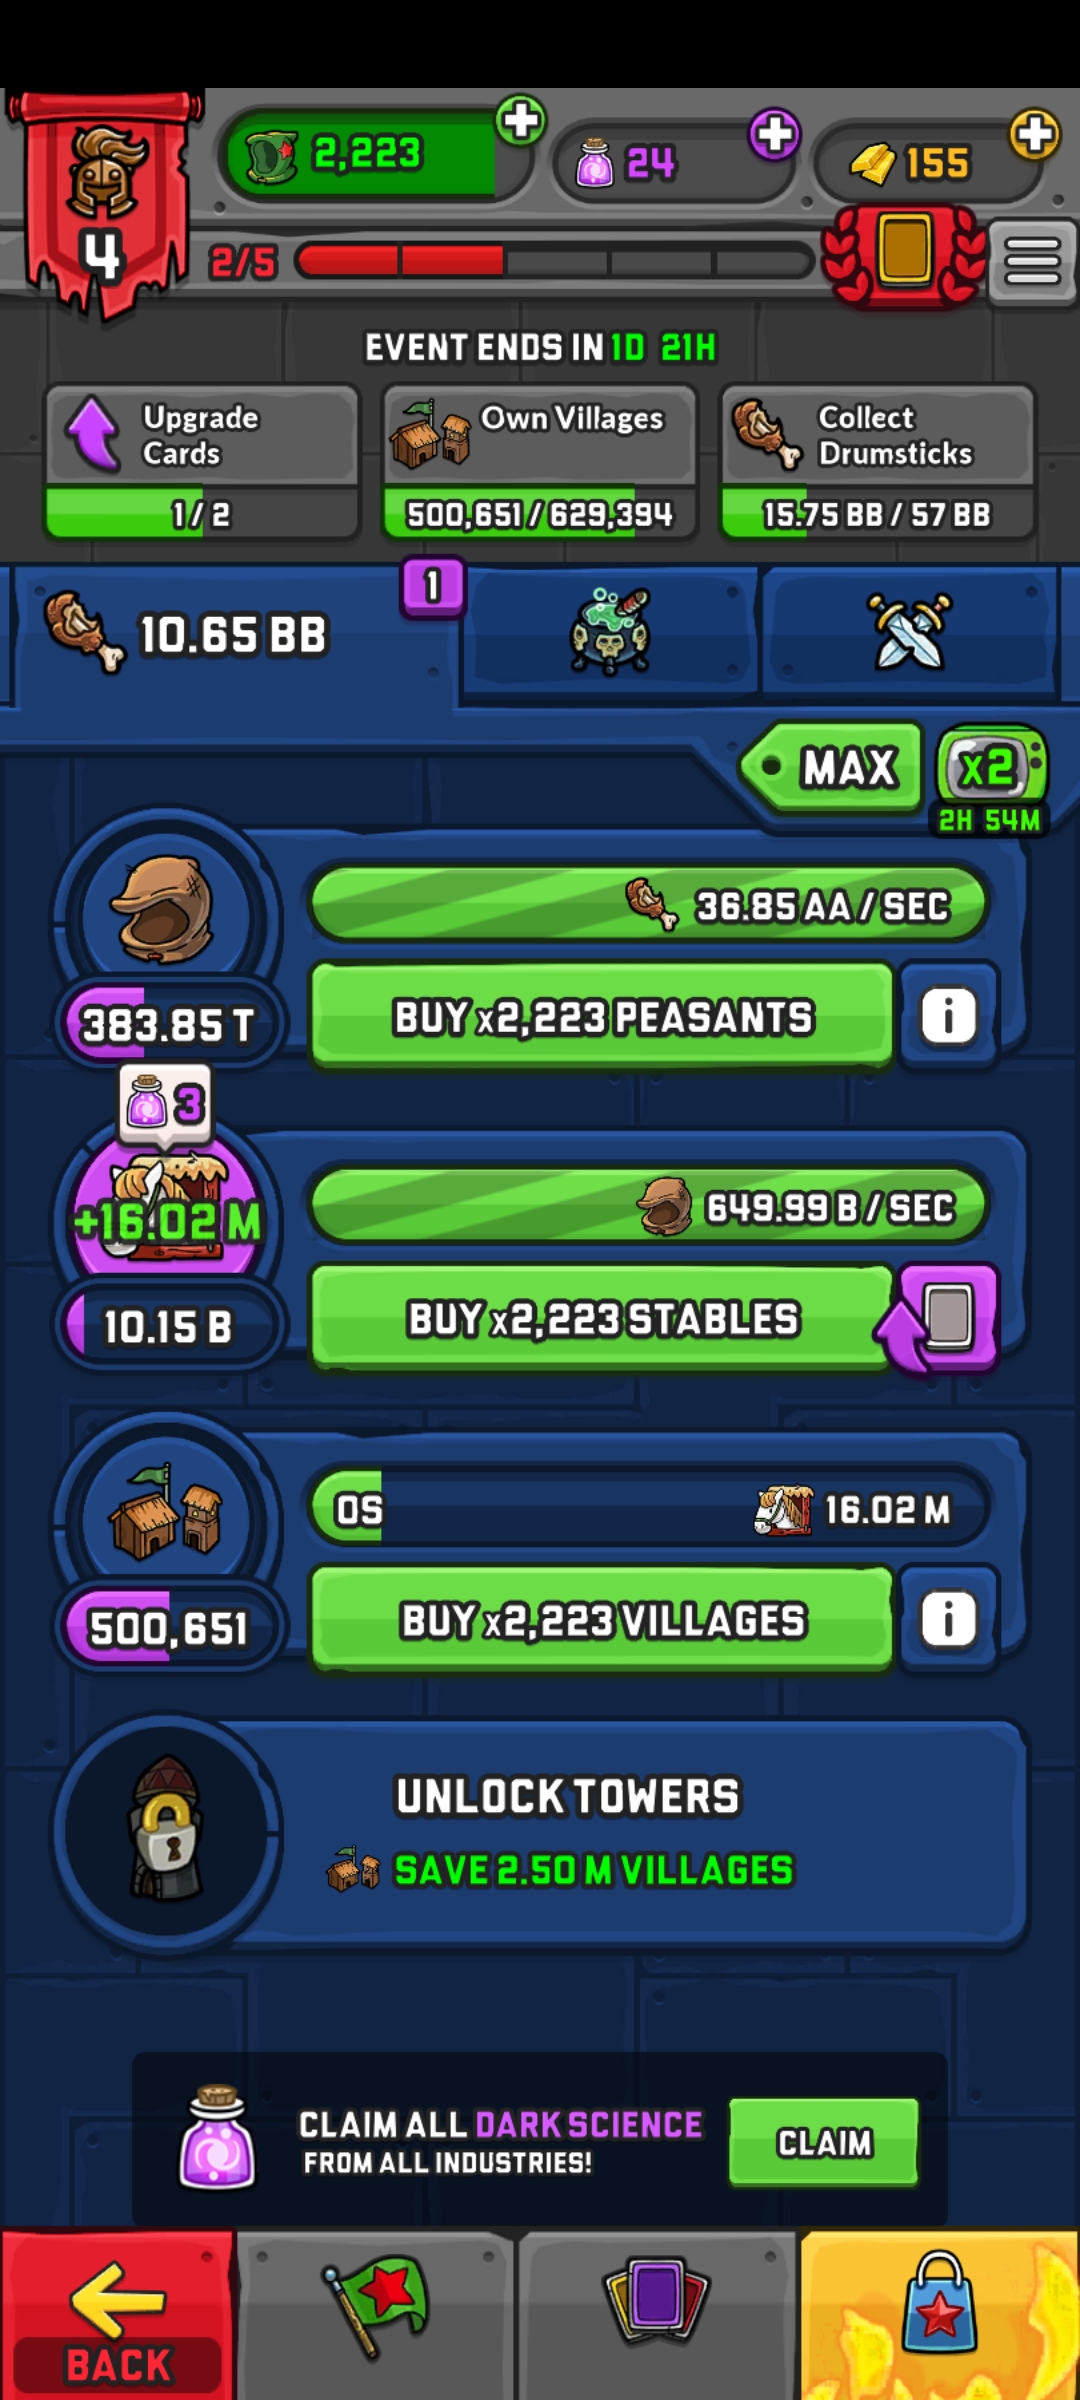 4
2,223
24
155
2/5
EVENT ENDS IN 1D 21H
Upgrade
Cards
1 / 2
Own Villages
500,651 / 629,394
Collect
Drumsticks
15.75 BB / 57 BB
10.65 BB
1
MAX
x2
2H 54M
36.85 AA / SEC
383.85 T
BUY x2,223 PEASANTS
i
3
+16.02 M
649.99 B / SEC
10.15 B
BUY x2,223 STABLES
0S
16.02 M
500,651
BUY x2,223 VILLAGES
i
UNLOCK TOWERS
SAVE 2.50 M VILLAGES
CLAIM ALL DARK SCIENCE
FROM ALL INDUSTRIES!
CLAIM
BACK